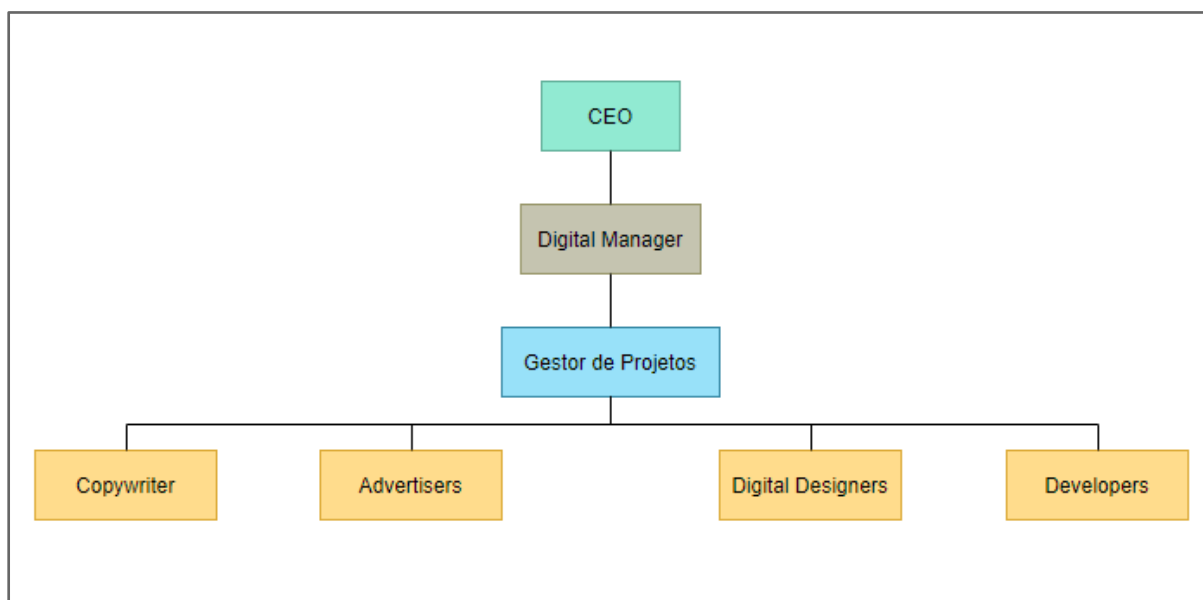 CEO
Digital Manager
Gestor de Projetos
Copywriter
Advertisers
Digital Designers
Developers